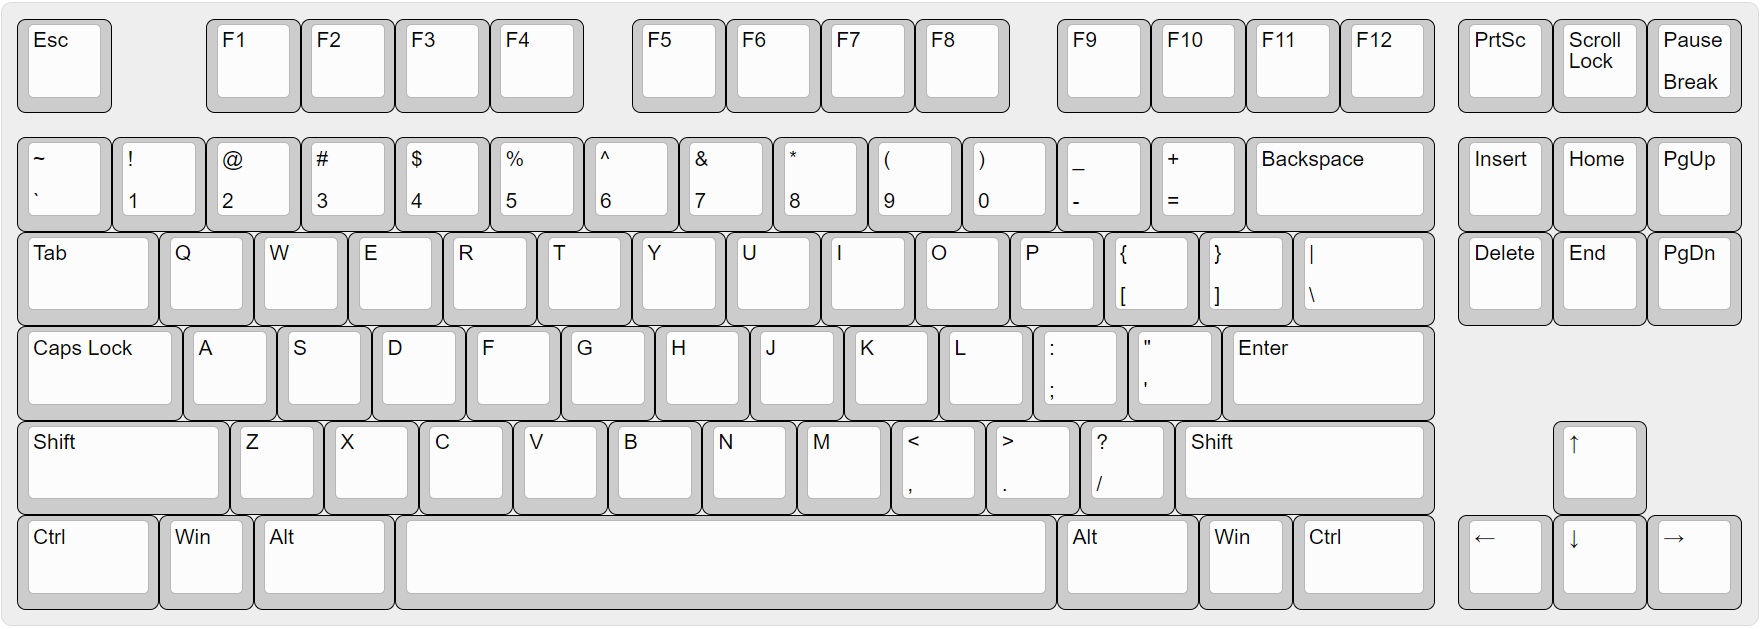 Esc F1 F2 F3 F4 F5 F6 F7 F8 F9 F10 F11 F12 PrtSc Scroll Pause
Lock
Break
~ ! @ # $ % ^ & * ( ) _ + Backspace Insert Home PgUp
` 1 2 3 4 5 6 7 8 9 0 - =
Tab Q W E R T Y U I O P { } | Delete End PgDn
[ ] \
Caps Lock A S D F G H J K L : " Enter
; '
Shift Z X C V B N M < > ? Shift ↑
, . /
Ctrl Win Alt Alt Win Ctrl ← ↓ →